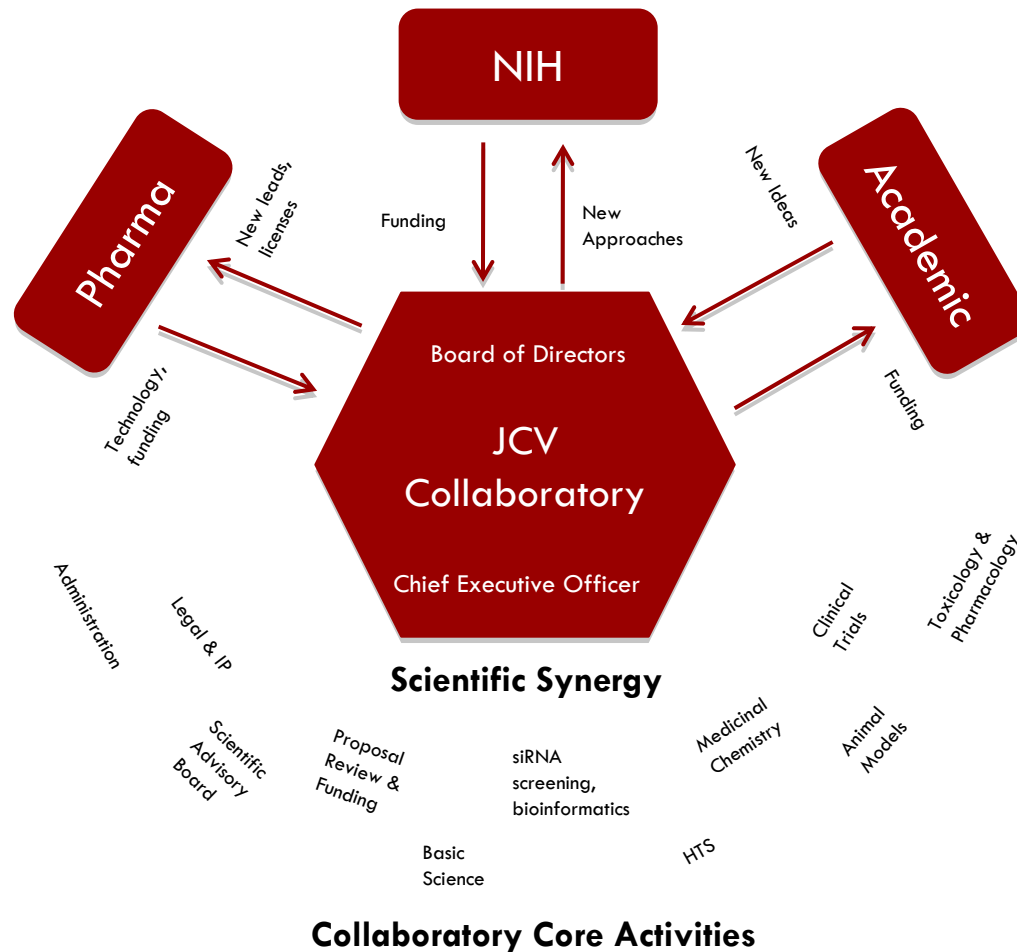 NIH
Pharma
New leads,
licenses
Funding
New
Approaches
New Ideas
Academic
Technology,
funding
Board of Directors
JCV
Collaboratory
Chief Executive Officer
Funding
Administration
Legal & IP
Scientific Synergy
Clinical
Trials
Toxicology &
Pharmacology
Scientific
Advisory
Board
Proposal
Review &
Funding
siRNA
screening,
bioinformatics
Medicinal
Chemistry
Animal
Models
Basic
Science
HTS
Collaboratory Core Activities